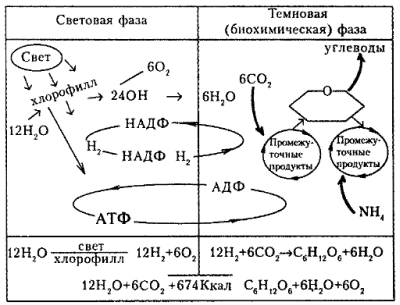 Световая фаза
Темновая
(биохимическая) фаза
углеводы
Свет
хлорофилл
6O₂
24OH
6H₂O
6CO₂
O
12H₂O
НАДФ
H₂
НАДФ H₂
Промежу-
точные
продукты
Промежу-
точные
продукты
АДФ
АТФ
NH₄
12H₂O свет 12H₂+6O₂
хлорофилл
12H₂+6CO₂→C₆H₁₂O₆+6H₂O
12H₂O+6CO₂ +674Ккал C₆H₁₂O₆+6H₂O+6O₂